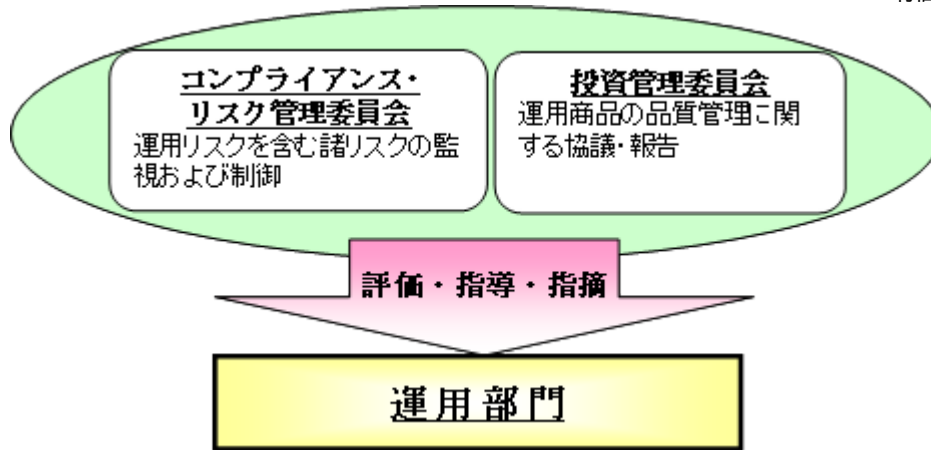 コンプライアンス・
リスク管理委員会
運用リスクを含む諸リスクの監
視および制御
投資管理委員会
運用商品の品質管理に関
する協議・報告
評価・指導・指摘
運用部門